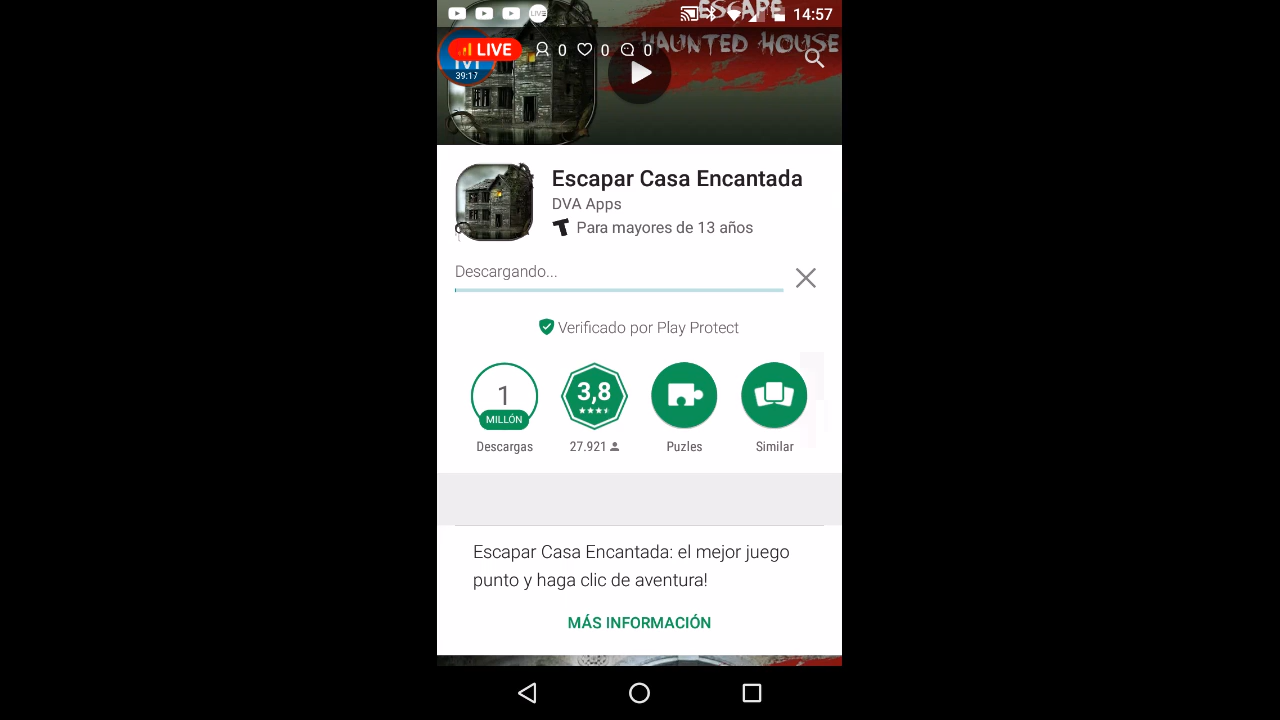 LIVE
14:57
ESCAPE
HAUNTED HOUSE
LIVE 0 0 0
39:17
Escapar Casa Encantada
DVA Apps
T Para mayores de 13 años
Descargando...
Verificado por Play Protect
1 3,8
MILLÓN
Descargas 27.921 Puzles Similar
Escapar Casa Encantada: el mejor juego
punto y haga clic de aventura!
MÁS INFORMACIÓN